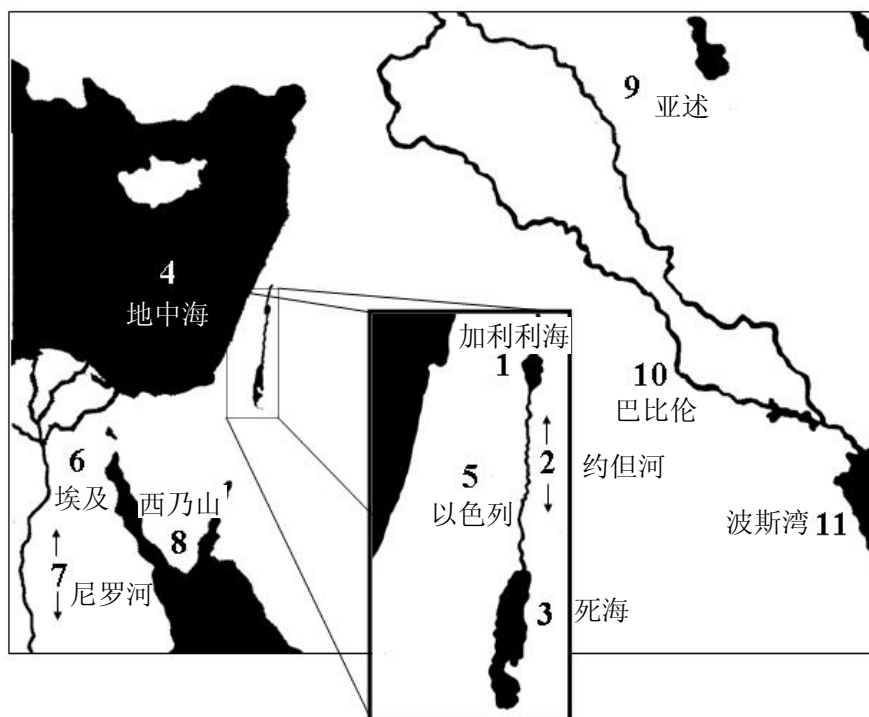 9
亚述
4
地中海
加利利海
1
10
巴比伦
6
埃及
西乃山
8
5
以色列
2
约但河
波斯湾 11
7
尼罗河
3
死海